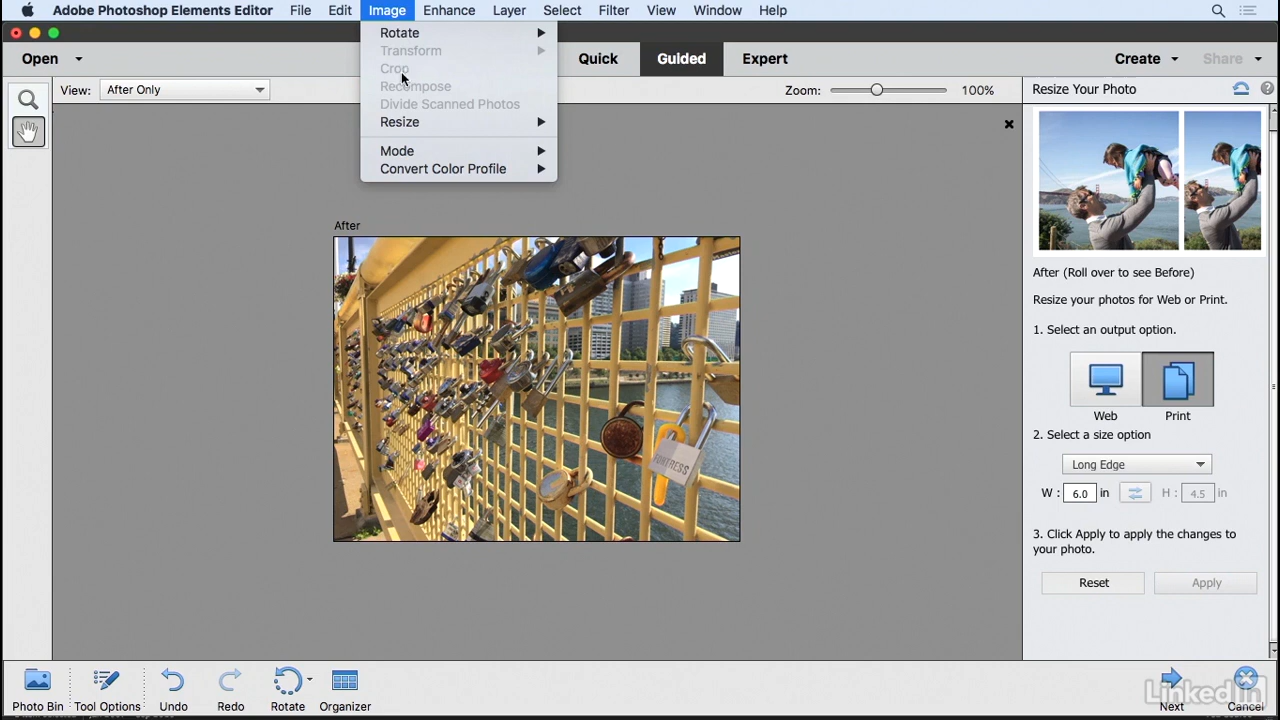 Adobe Photoshop Elements Editor File Edit Image Enhance Layer Select Filter View Window Help
Rotate
Transform
Crop
Recompose
Divide Scanned Photos
Resize
Mode
Convert Color Profile
Open Quick Guided Expert Create Share
View: After Only Zoom: 100% Resize Your Photo
After
FORTRESS
After (Roll over to see Before)
Resize your photos for Web or Print.
1. Select an output option.
Web Print
2. Select a size option
Long Edge
W : 6.0 in H : 4.5 in
3. Click Apply to apply the changes to
your photo.
Reset Apply
Photo Bin Tool Options Undo Redo Rotate Organizer Next Cancel
LinkedIn